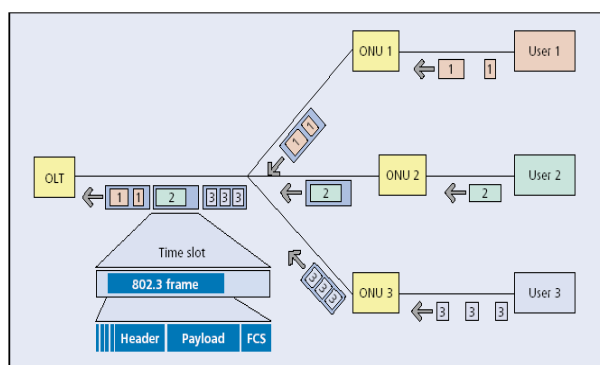 ONU 1
User 1
1 1
1 1
OLT
ONU 2
User 2
1 1 2 3 3 3
2
2
Time slot
802.3 frame
3 3 3
ONU 3
User 3
3 3 3
Header Payload FCS